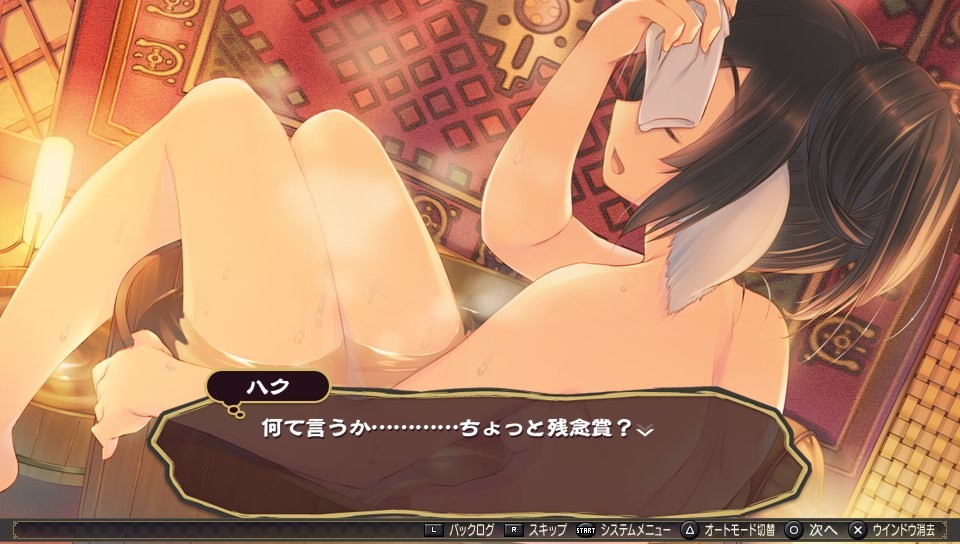 ハク
何て言うか…………ちょっと残念賞？
L バックログ R スキップ START システムメニュー △ オートモード切替 ○ 次へ × ウインドウ消去